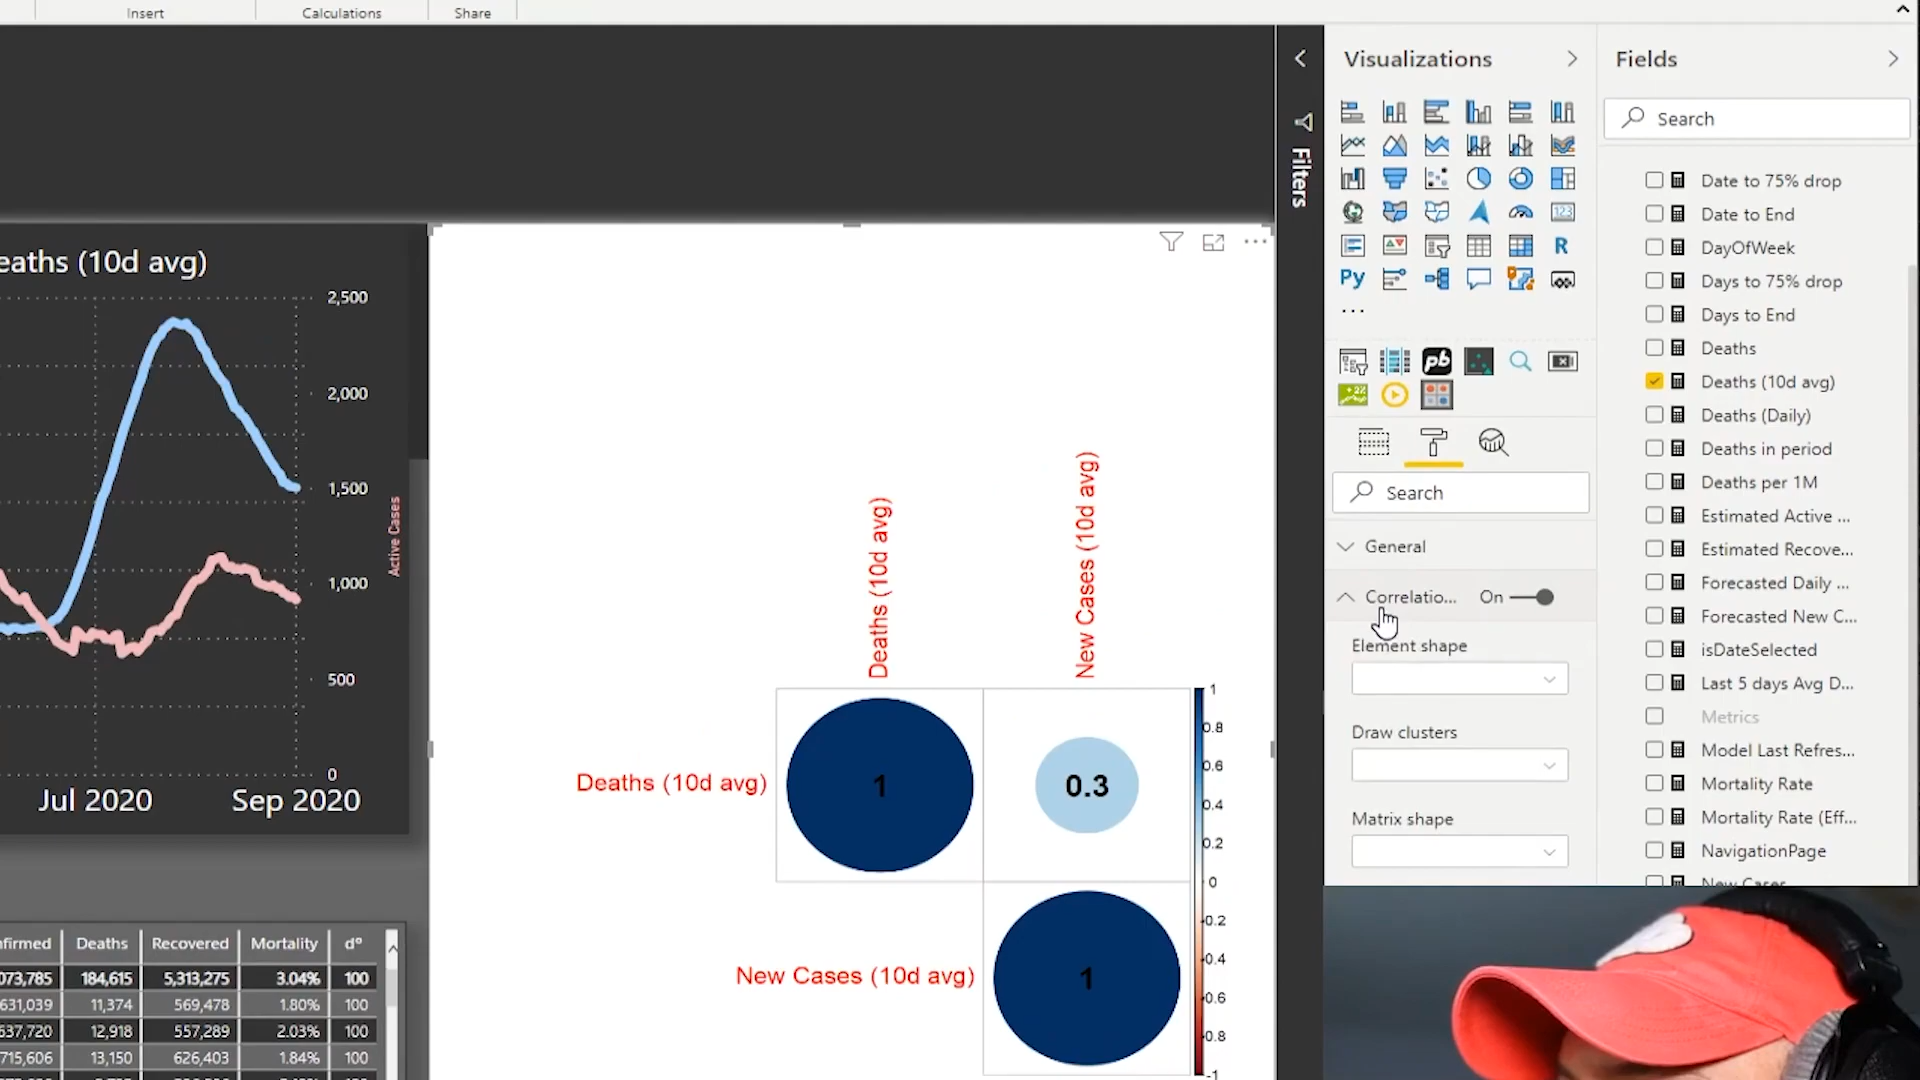 Insert
Calculations
Share
eaths (10d avg)
2,500
2,000
1,500
1,000
500
0
Active Cases
Jul 2020
Sep 2020
nfirmed Deaths Recovered Mortality d°
073,785 184,615 5,313,275 3.04% 100
631,039 11,374 569,478 1.80% 100
637,720 12,918 557,289 2.03% 100
715,606 13,150 626,403 1.84% 100
Deaths (10d avg)
New Cases (10d avg)
Deaths (10d avg)
1
0.3
New Cases (10d avg)
1
1
0.8
0.6
0.4
0.2
0
-0.2
-0.4
-0.6
-0.8
-1
Filters
Visualizations
123
R
Py
...
pb
Search
General
Correlatio... On
Element shape
Draw clusters
Matrix shape
Fields
Search
Date to 75% drop
Date to End
DayOfWeek
Days to 75% drop
Days to End
Deaths
Deaths (10d avg)
Deaths (Daily)
Deaths in period
Deaths per 1M
Estimated Active ...
Estimated Recove...
Forecasted Daily ...
Forecasted New C...
isDateSelected
Last 5 days Avg D...
Metrics
Model Last Refres...
Mortality Rate
Mortality Rate (Eff...
NavigationPage
New Cases